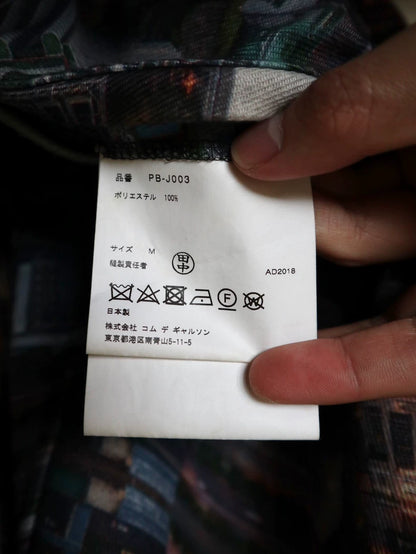 品番 PB-J003
ポリエステル 100%
サイズ M
縫製責任者 田中
AD2018
F W
日本製
株式会社 コム デ ギャルソン
東京都港区南青山5-11-5